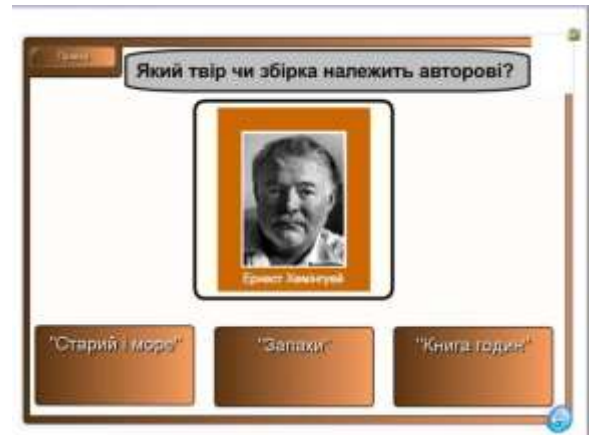 Який твір чи збірка належить авторові?
Ернест Хемінгуей
"Старий і море"
"Запахи"
"Книга годин"